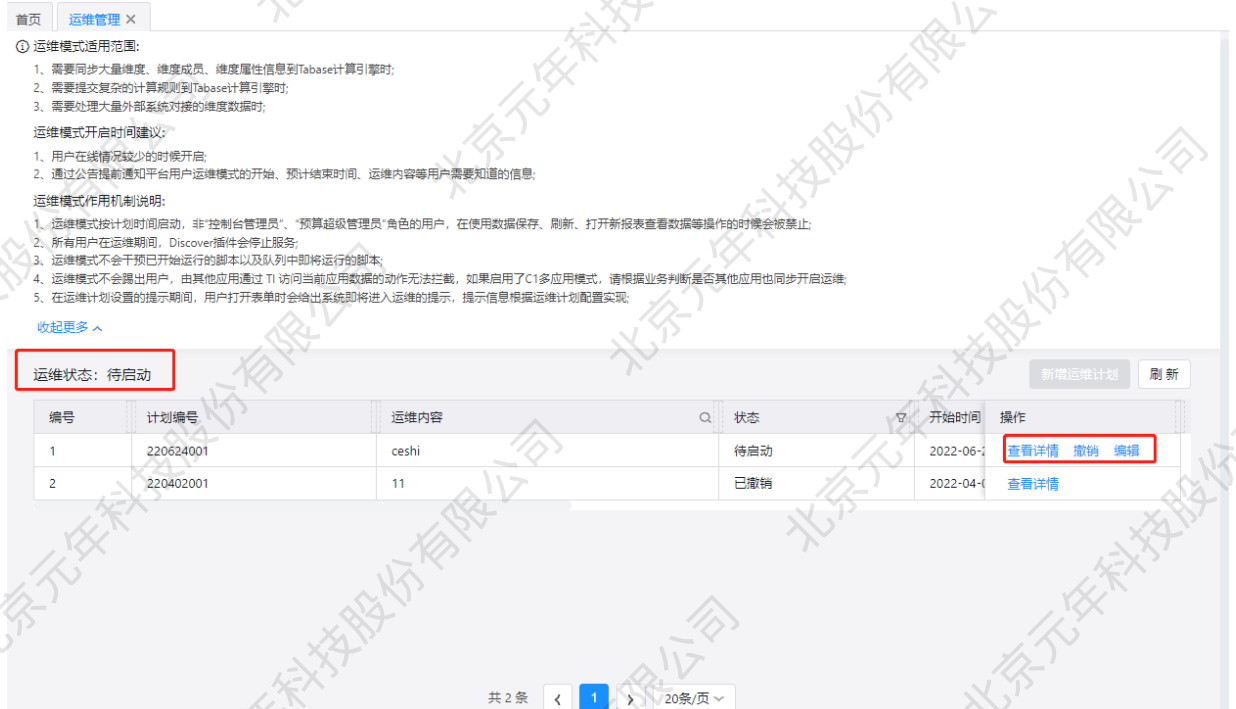 首页
运维管理 ×
运维模式适用范围:
1、需要同步大量维度、维度成员、维度属性信息到Tabase计算引擎时;
2、需要提交复杂的计算规则到Tabase计算引擎时;
3、需要处理大量外部系统对接的维度数据时;
运维模式开启时间建议:
1、用户在线情况较少的时候开启;
2、通过公告提前通知平台用户运维模式的开始、预计结束时间、运维内容等用户需要知道的信息;
运维模式作用机制说明:
1、运维模式按计划时间启动，非"控制台管理员"、"预算超级管理员"角色的用户，在使用数据保存、刷新、打开新报表查看数据等操作的时候会被禁止;
2、所有用户在运维期间，Discover插件会停止服务;
3、运维模式不会干预已开始运行的脚本以及队列中即将运行的脚本;
4、运维模式不会踢出用户，由其他应用通过 TI 访问当前应用数据的动作无法拦截，如果启用了C1多应用模式，请根据业务判断是否其他应用也同步开启运维;
5、在运维计划设置的提示期间，用户打开表单时会给出系统即将进入运维的提示，提示信息根据运维计划配置实现;
收起更多
运维状态：待启动
新增运维计划
刷 新
编号 计划编号 运维内容 状态 开始时间 操作
1 220624001 ceshi 待启动 2022-06-2 查看详情 撤销 编辑
2 220402001 11 已撤销 2022-04-0 查看详情
共 2 条 < 1 > 20条/页
北京元年科技股份有限公司